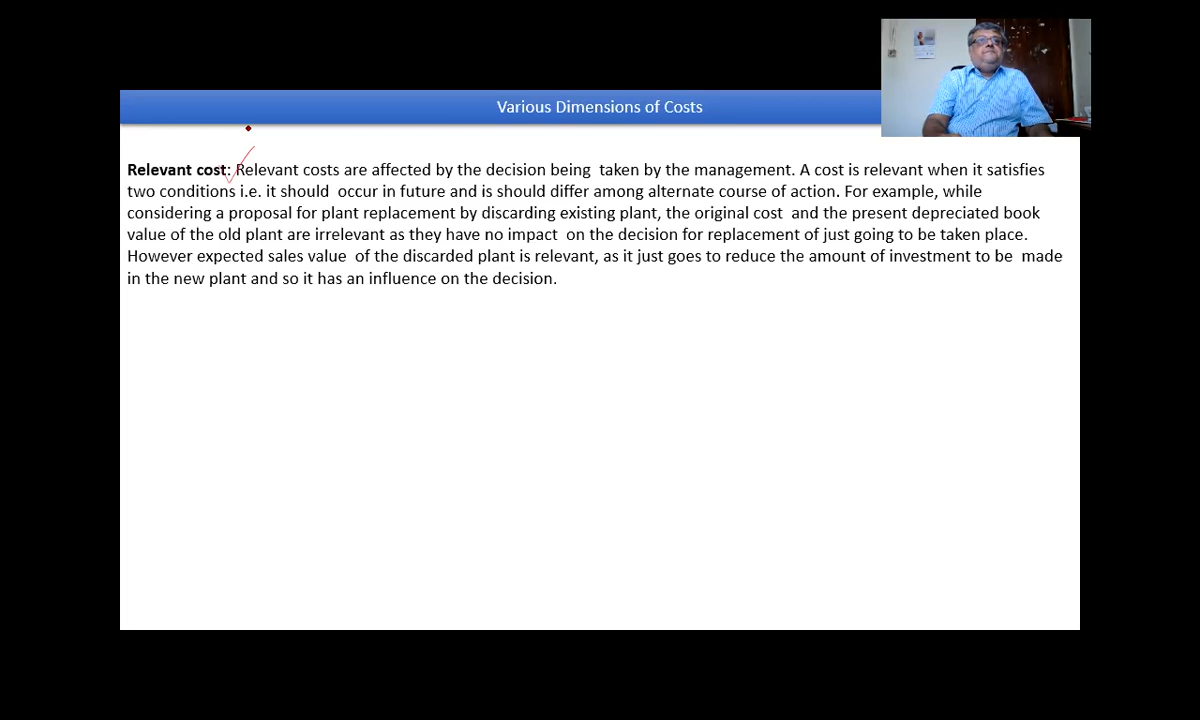 Various Dimensions of Costs
Relevant cost: Relevant costs are affected by the decision being taken by the management. A cost is relevant when it satisfies
two conditions i.e. it should occur in future and is should differ among alternate course of action. For example, while
considering a proposal for plant replacement by discarding existing plant, the original cost and the present depreciated book
value of the old plant are irrelevant as they have no impact on the decision for replacement of just going to be taken place.
However expected sales value of the discarded plant is relevant, as it just goes to reduce the amount of investment to be made
in the new plant and so it has an influence on the decision.